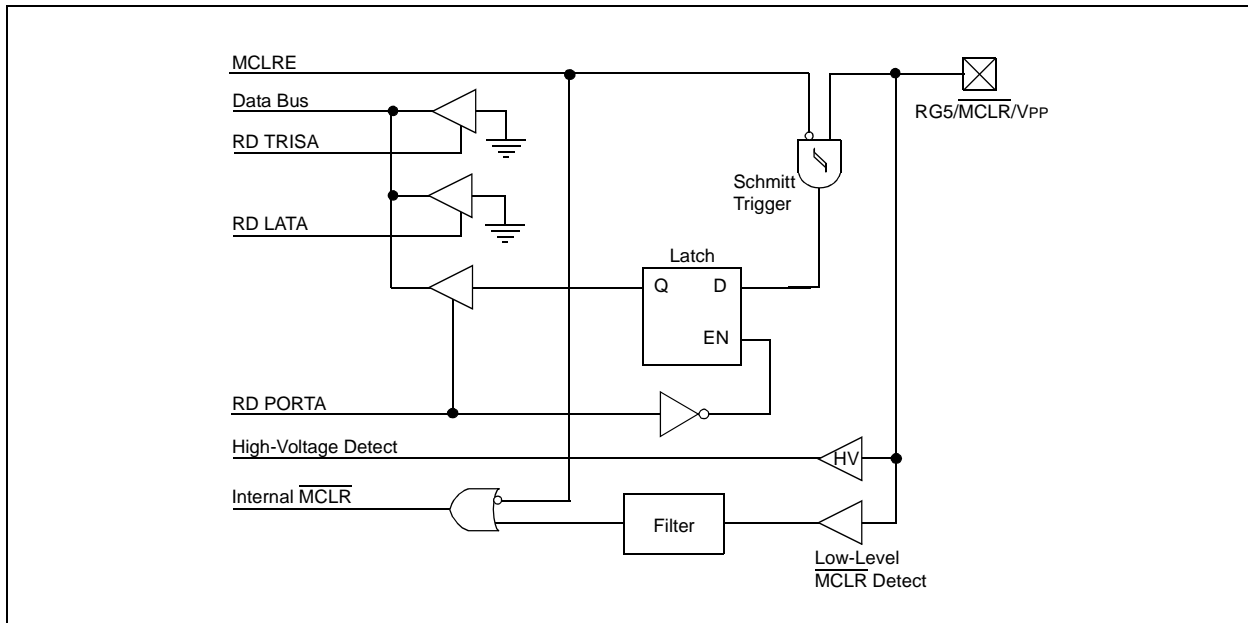 MCLRE
Data Bus
RD TRISA
RG5/MCLR/VPP
Schmitt
Trigger
RD LATA
Latch
Q D
EN
RD PORTA
High-Voltage Detect
HV
Internal MCLR
Filter
Low-Level
MCLR Detect